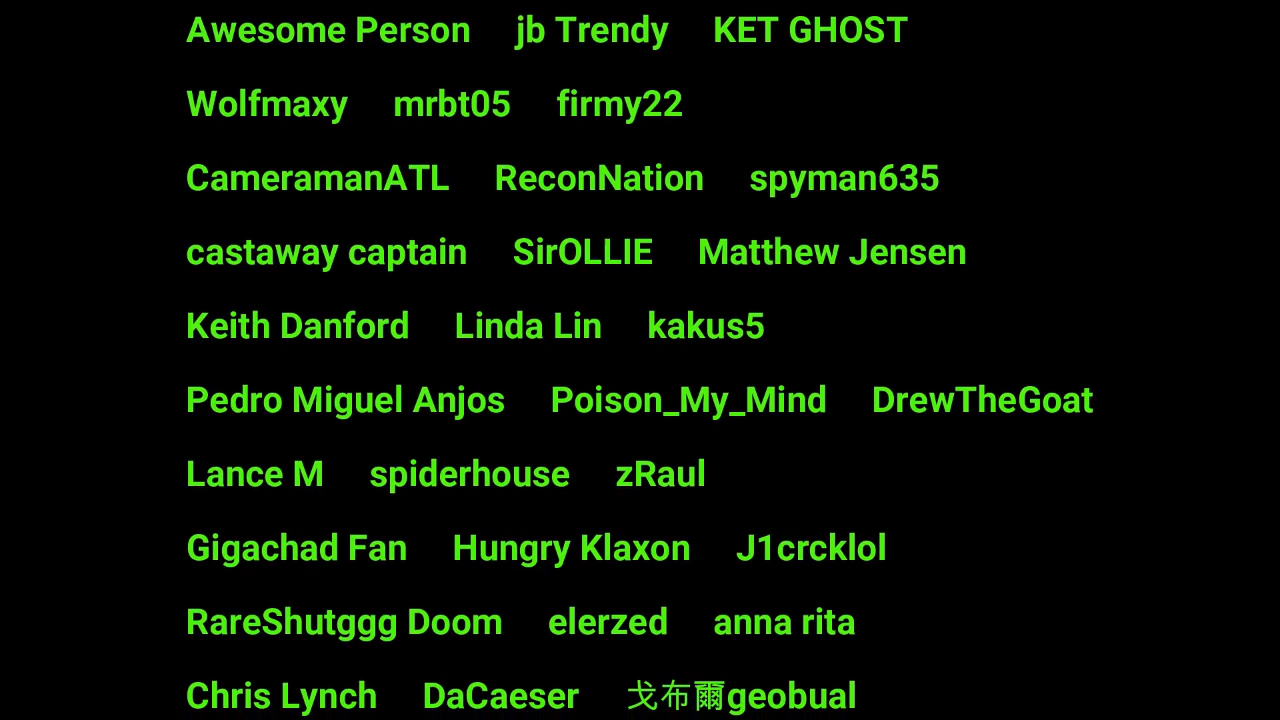 Awesome Person jb Trendy KET GHOST
Wolfmaxy mrbt05 firmy22
CameramanATL ReconNation spyman635
castaway captain SirOLLIE Matthew Jensen
Keith Danford Linda Lin kakus5
Pedro Miguel Anjos Poison_My_Mind DrewTheGoat
Lance M spiderhouse zRaul
Gigachad Fan Hungry Klaxon J1crcklol
RareShutggg Doom elerzed anna rita
Chris Lynch DaCaeser 戈布爾geobual